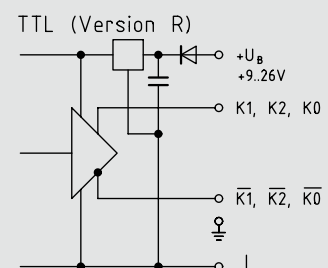 TTL (Version R)
+U_B
+9..26V
K1, K2, K0
K̅1̅, K̅2̅, K̅0̅
⊥